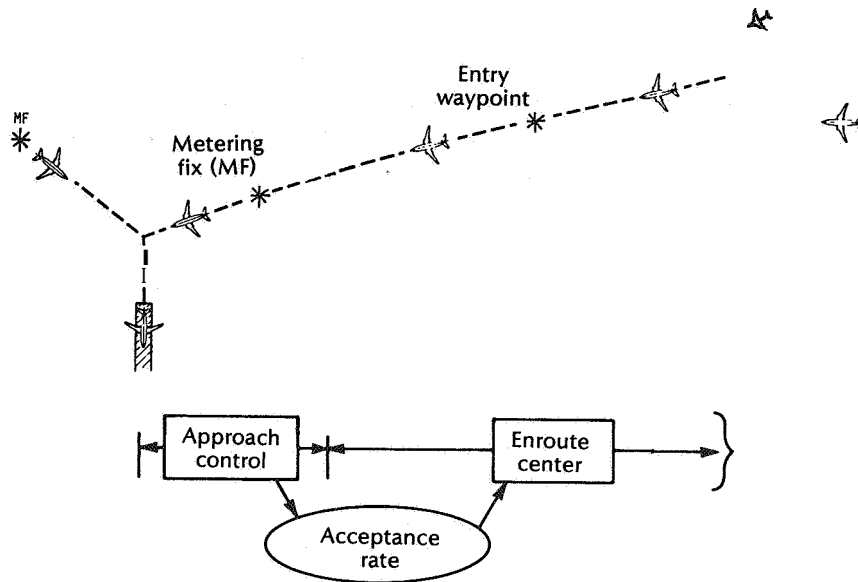 Entry
waypoint
MF
Metering
fix (MF)
Approach
control
Enroute
center
Acceptance
rate